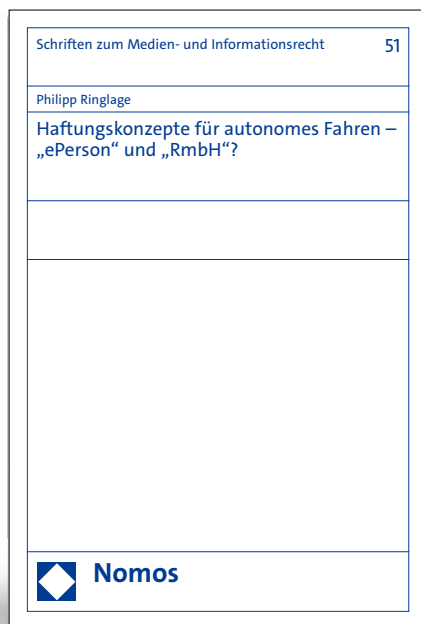 Schriften zum Medien- und Informationsrecht 51
Philipp Ringlage
Haftungskonzepte für autonomes Fahren –
„ePerson“ und „RmbH“?
Nomos